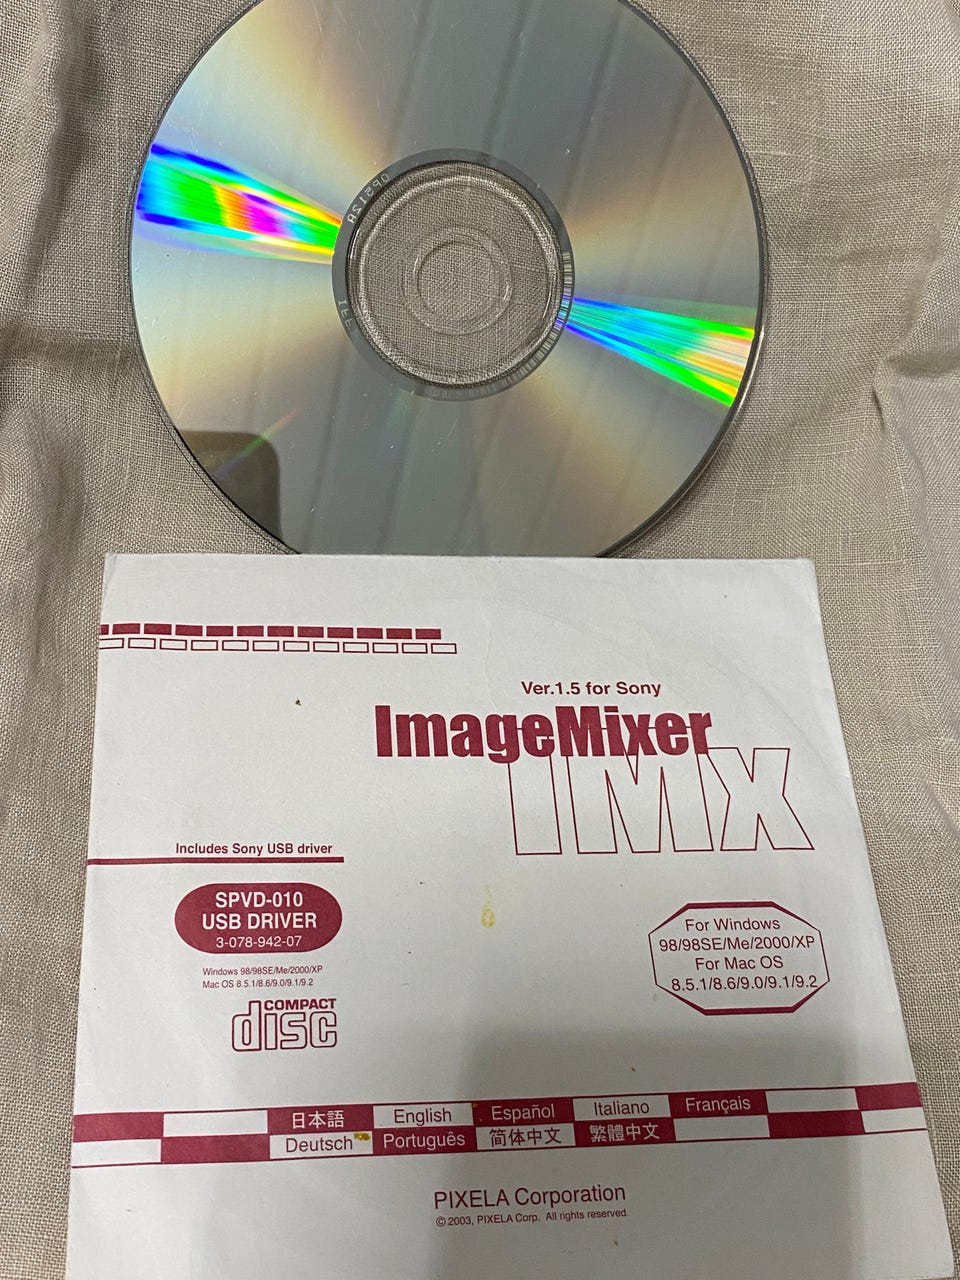 Ver.1.5 for Sony
ImageMixer
IMX
Includes Sony USB driver
SPVD-010
USB DRIVER
3-078-942-07
Windows 98/98SE/Me/2000/XP
Mac OS 8.5.1/8.6/9.0/9.1/9.2
COMPACT
disc
For Windows
98/98SE/Me/2000/XP
For Mac OS
8.5.1/8.6/9.0/9.1/9.2
日本語 English Español Italiano Français
Deutsch Português 简体中文 繁體中文
PIXELA Corporation
© 2003, PIXELA Corp. All rights reserved.